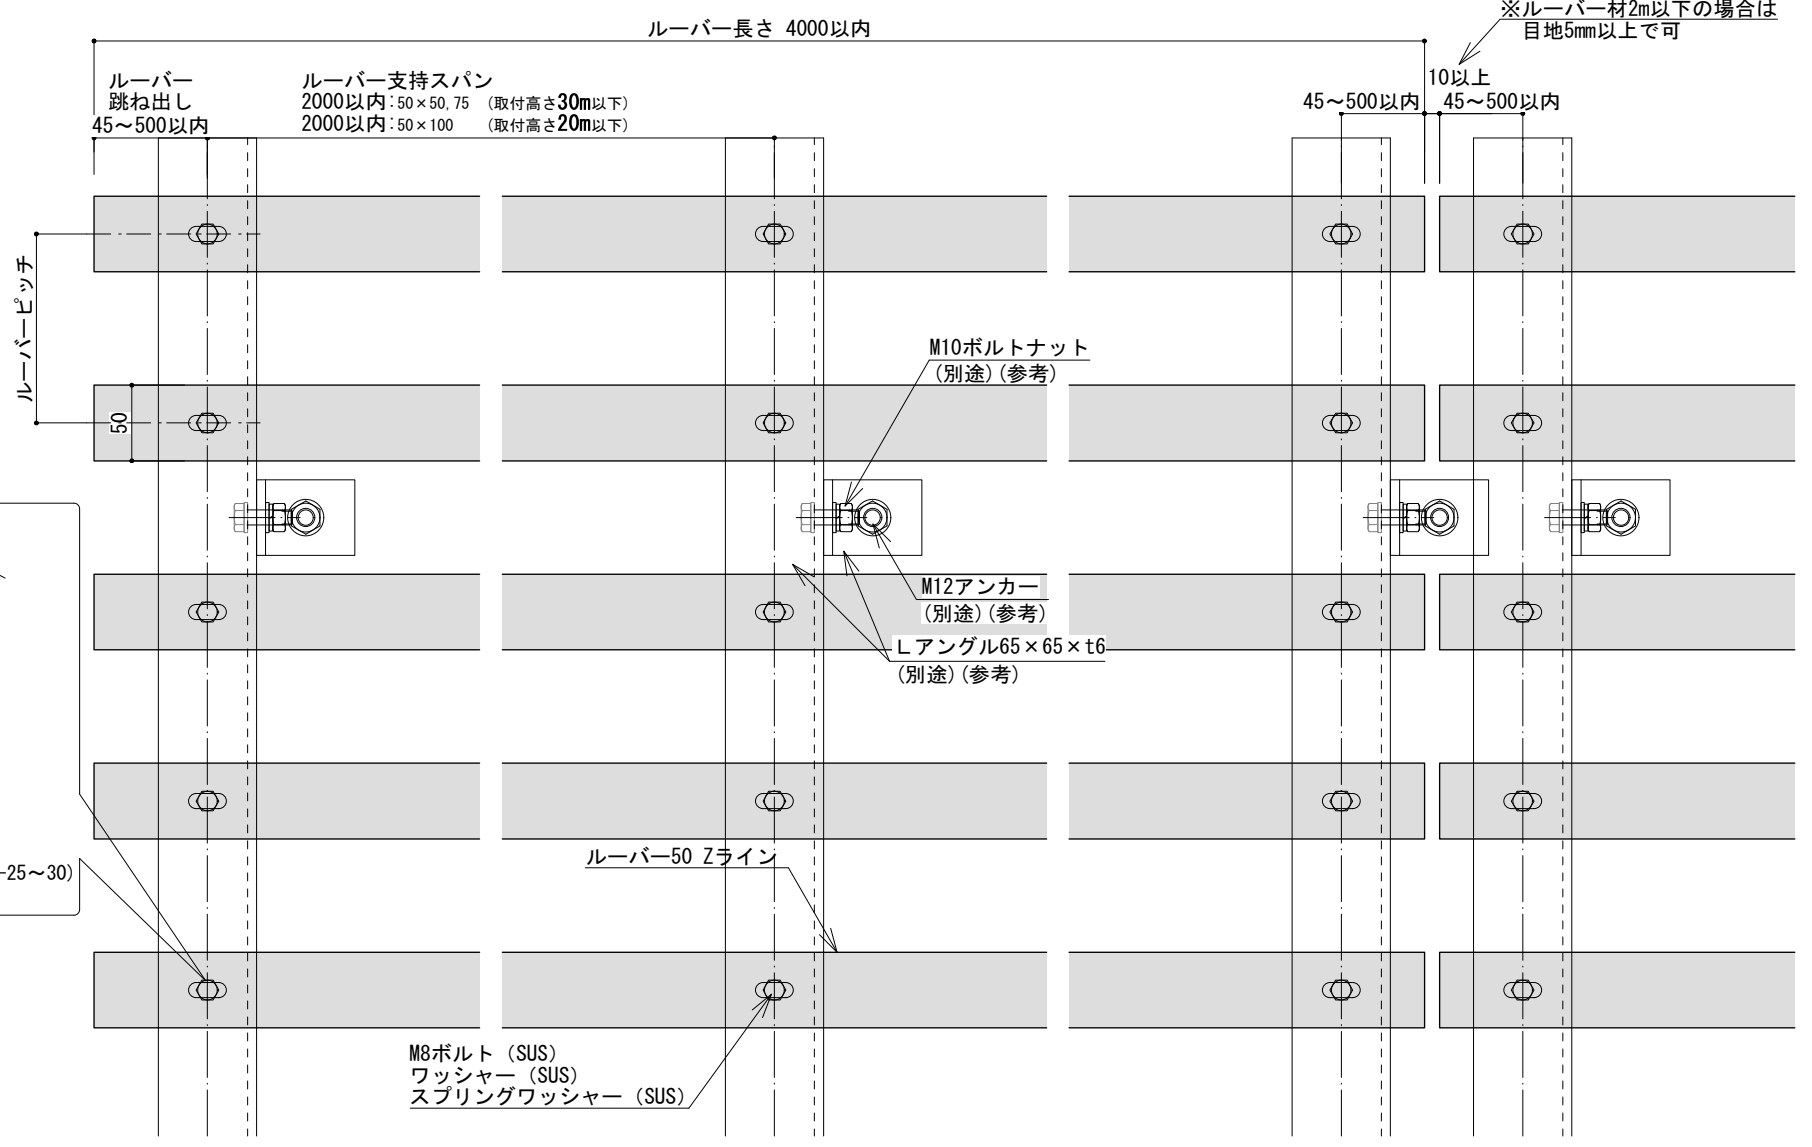 ※ルーバー材2m以下の場合は
目地5mm以上で可
ルーバー長さ 4000以内
ルーバー
跳ね出し
45～500以内
ルーバー支持スパン
2000以内:50×50,75 (取付高さ30m以下)
2000以内:50×100 (取付高さ20m以下)
10以上
45～500以内
45～500以内
ルーバーピッチ
50
M10ボルトナット
(別途)(参考)
M12アンカー
(別途)(参考)
Lアングル65×65×t6
(別途)(参考)
ルーバー50 Zライン
-25～30)
M8ボルト (SUS)
ワッシャー (SUS)
スプリングワッシャー (SUS)